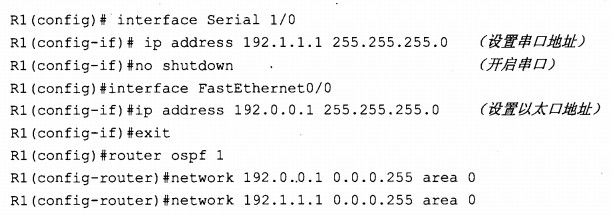 R1(config)# interface Serial 1/0
R1(config-if)# ip address 192.1.1.1 255.255.255.0 （设置串口地址）
R1(config-if)#no shutdown （开启串口）
R1(config)#interface FastEthernet0/0
R1(config-if)#ip address 192.0.0.1 255.255.255.0 （设置以太口地址）
R1(config-if)#exit
R1(config)#router ospf 1
R1(config-router)#network 192.0.0.1 0.0.0.255 area 0
R1(config-router)#network 192.1.1.1 0.0.0.255 area 0